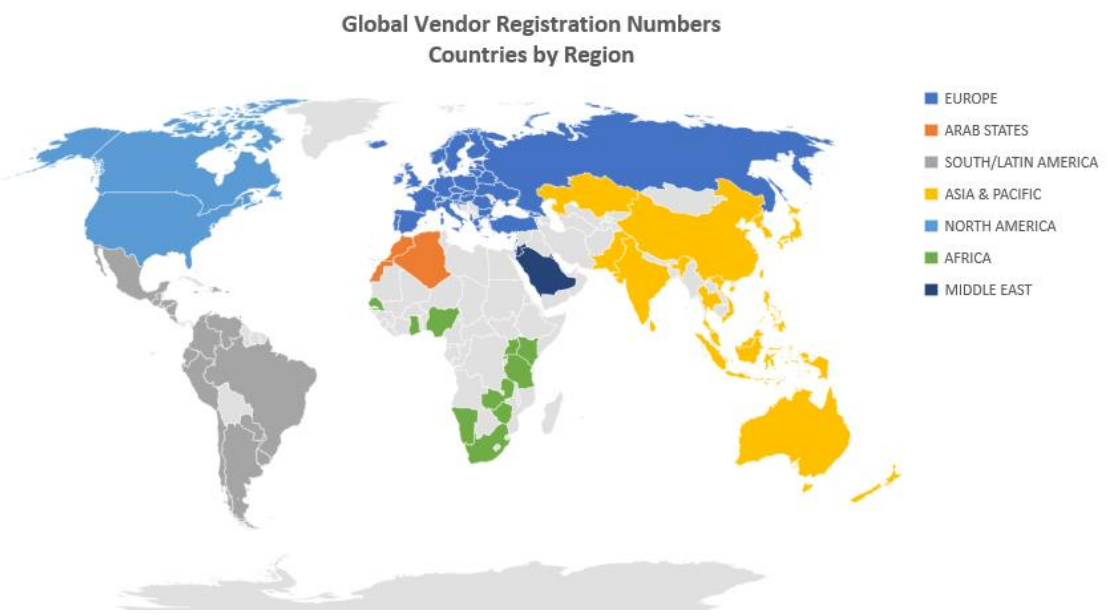 Global Vendor Registration Numbers
Countries by Region
EUROPE
ARAB STATES
SOUTH/LATIN AMERICA
ASIA & PACIFIC
NORTH AMERICA
AFRICA
MIDDLE EAST